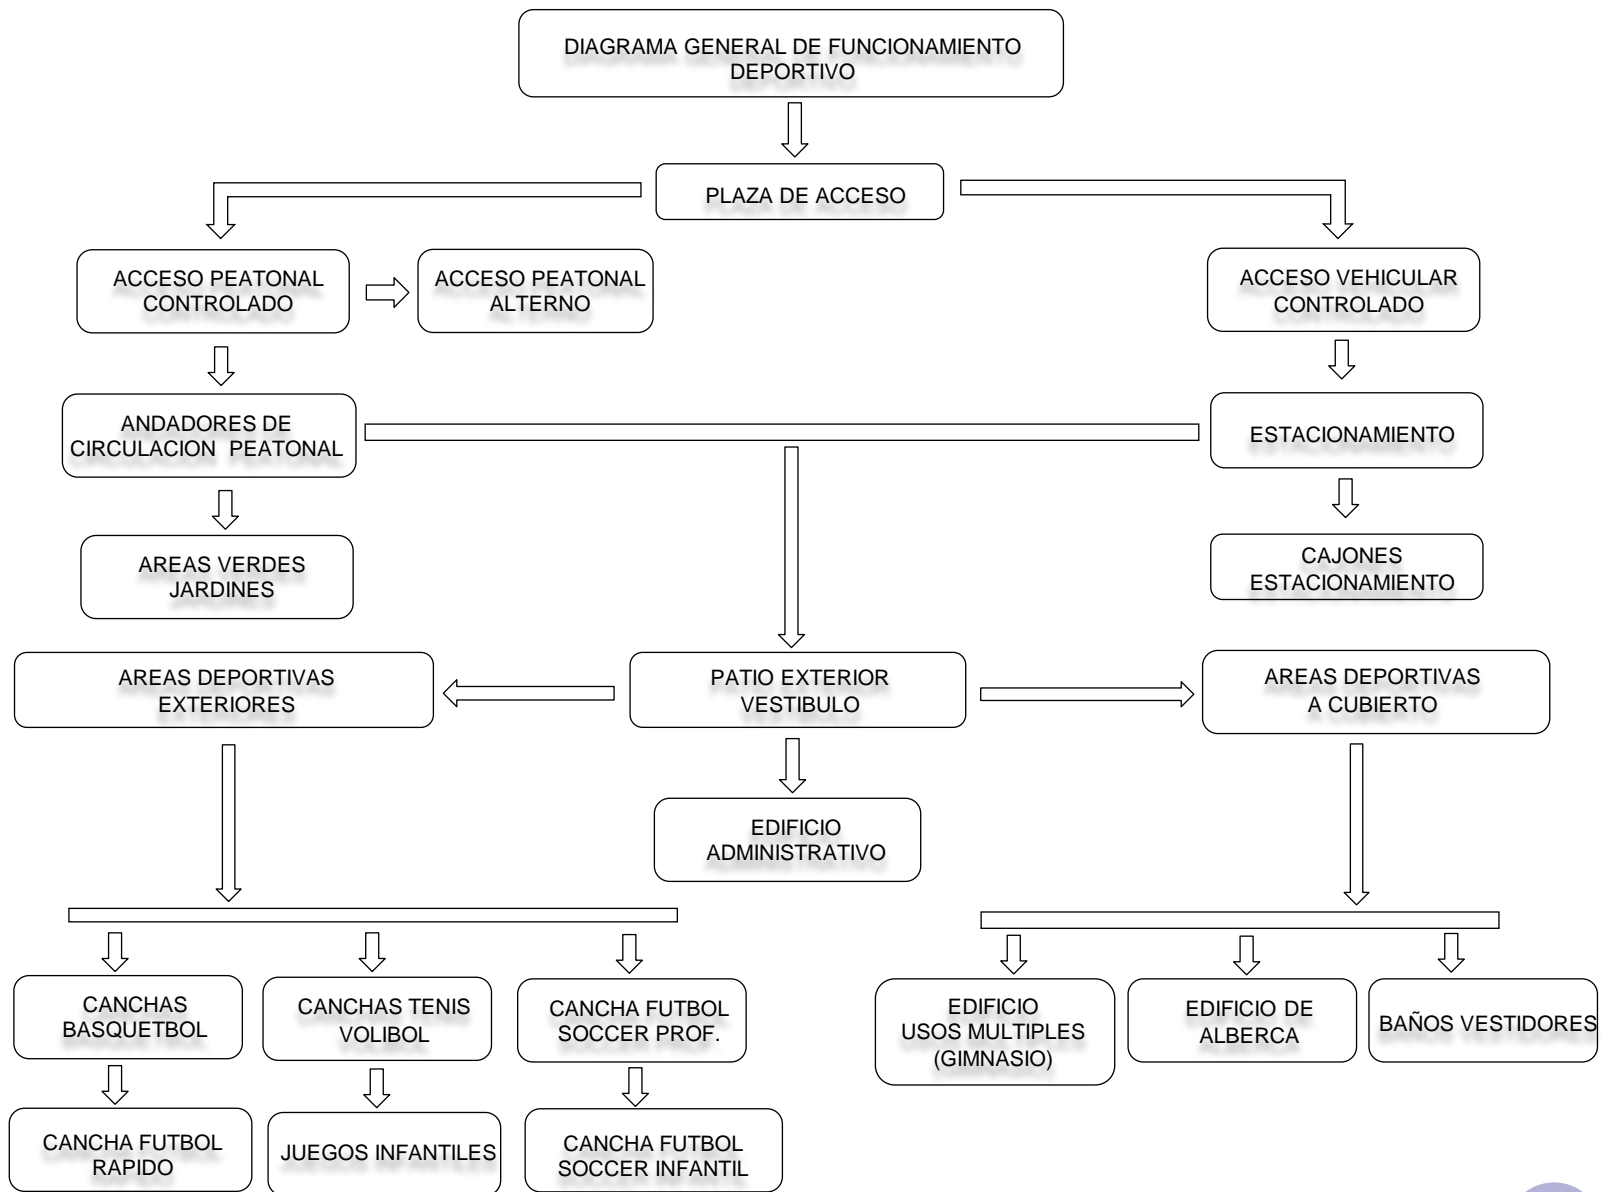 DIAGRAMA GENERAL DE FUNCIONAMIENTO
DEPORTIVO
PLAZA DE ACCESO
ACCESO PEATONAL
CONTROLADO
ACCESO PEATONAL
ALTERNO
ACCESO VEHICULAR
CONTROLADO
ANDADORES DE
CIRCULACION PEATONAL
ESTACIONAMIENTO
AREAS VERDES
JARDINES
CAJONES
ESTACIONAMIENTO
AREAS DEPORTIVAS
EXTERIORES
PATIO EXTERIOR
VESTIBULO
AREAS DEPORTIVAS
A CUBIERTO
EDIFICIO
ADMINISTRATIVO
CANCHAS
BASQUETBOL
CANCHAS TENIS
VOLIBOL
CANCHA FUTBOL
SOCCER PROF.
EDIFICIO
USOS MULTIPLES
(GIMNASIO)
EDIFICIO DE
ALBERCA
BAÑOS VESTIDORES
CANCHA FUTBOL
RAPIDO
JUEGOS INFANTILES
CANCHA FUTBOL
SOCCER INFANTIL